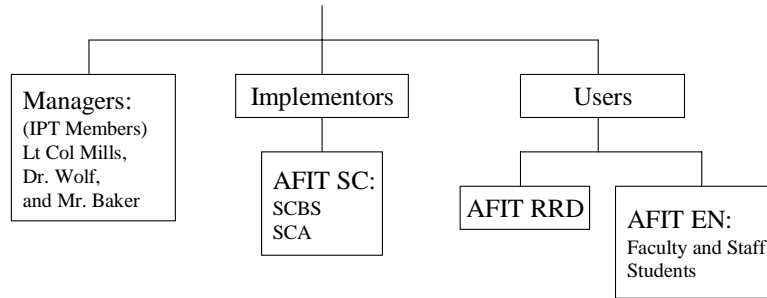 Managers:
(IPT Members)
Lt Col Mills,
Dr. Wolf,
and Mr. Baker
Implementors
AFIT SC:
SCBS
SCA
Users
AFIT RRD
AFIT EN:
Faculty and Staff
Students